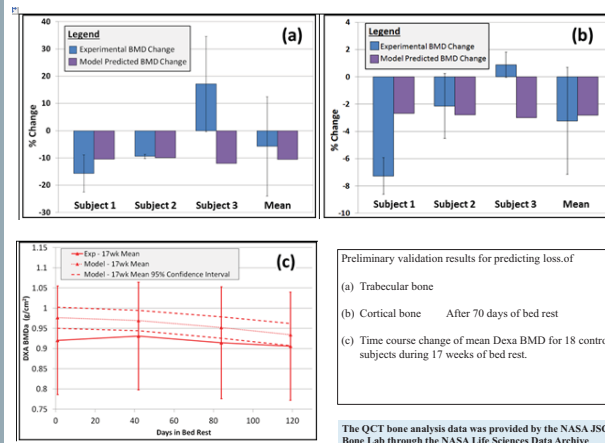 (a)
Legend
Experimental BMD Change
Model Predicted BMD Change
% Change
40
30
20
10
0
-10
-20
-30
Subject 1 Subject 2 Subject 3 Mean
(b)
Legend
Experimental BMD Change
Model Predicted BMD Change
% Change
4
2
0
-2
-4
-6
-8
-10
Subject 1 Subject 2 Subject 3 Mean
(c)
Exp - 17wk Mean
Model - 17wk Mean
Model - 17wk Mean 95% Confidence Interval
DXA BMDa (g/cm²)
1.15
1.1
1.05
1
0.95
0.9
0.85
0.8
0.75
0 20 40 60 80 100 120
Days in Bed Rest
Preliminary validation results for predicting loss.of
(a) Trabecular bone
(b) Cortical bone After 70 days of bed rest
(c) Time course change of mean Dexa BMD for 18 contro
subjects during 17 weeks of bed rest.
The QCT bone analysis data was provided by the NASA JSC
Bone Lab through the NASA Life Sciences Data Archive